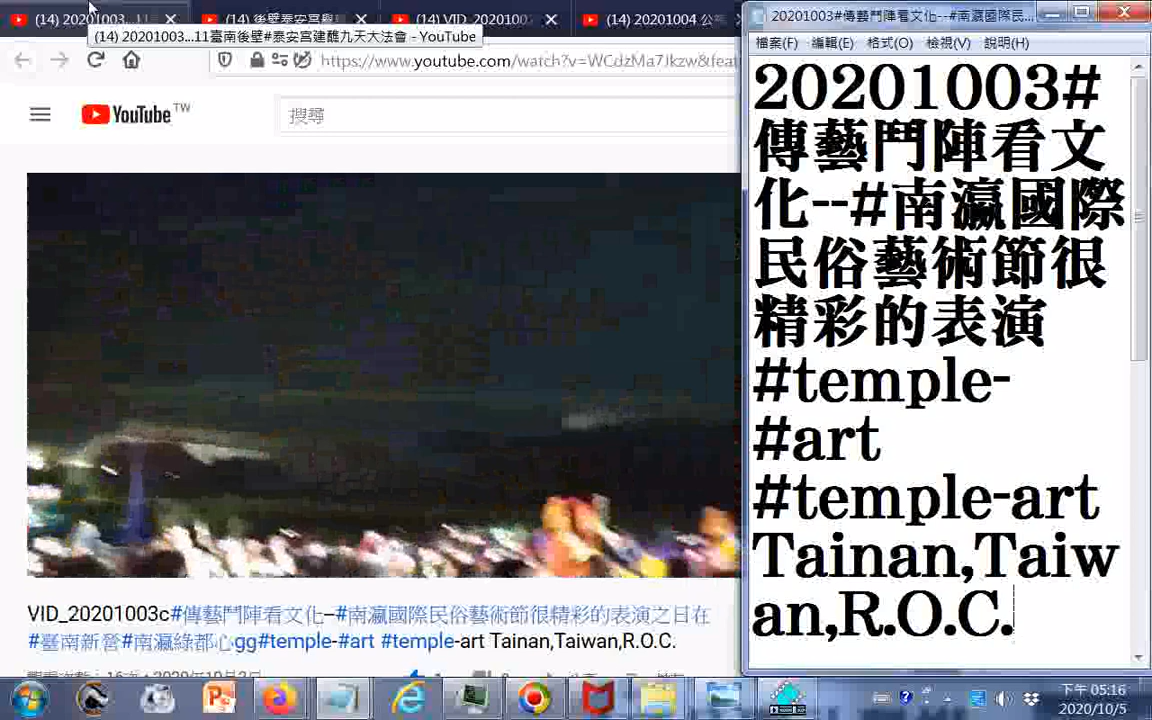 (14) 20201003...11
(14) 後壁泰安宮
(14) VID_2020100
(14) 20201004 公
20201003#傳藝鬥陣看文化--#南瀛國際民...
(14) 20201003...11臺南後壁#泰安宮建醮九天大法會 - YouTube
檔案(F) 編輯(E) 格式(O) 檢視(V) 說明(H)
https://www.youtube.com/watch?v=WCdzMa7Jkzw&feat
YouTube TW
搜尋
20201003#
傳藝鬥陣看文
化--#南瀛國際
民俗藝術節很
精彩的表演
#temple-
#art
#temple-art
Tainan,Taiw
an,R.O.C.
VID_20201003c#傳藝鬥陣看文化--#南瀛國際民俗藝術節很精彩的表演之日在
#臺南新營#南瀛綠都心gg#temple-#art #temple-art Tainan,Taiwan,R.O.C.
下午 05:16
2020/10/5